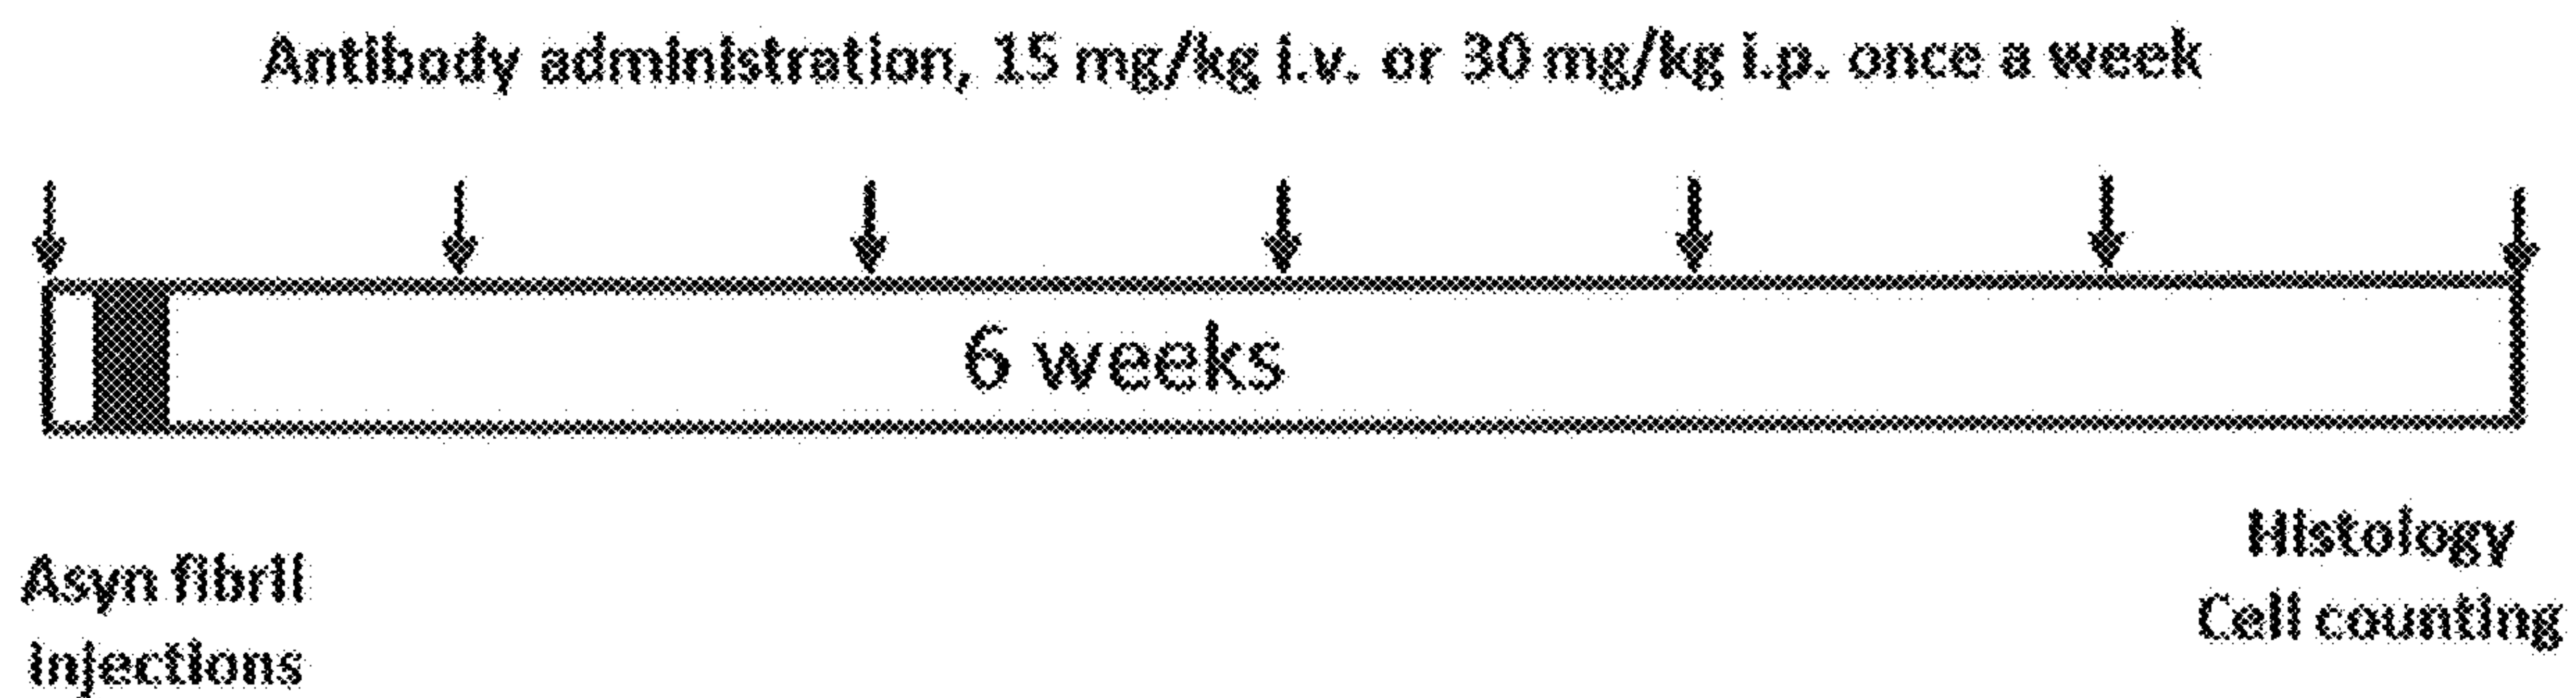 Antibody administration, 15 mg/kg i.v. or 30 mg/kg i.p. once a week
6 weeks
Asyn fibril
injections
Histology
Cell counting